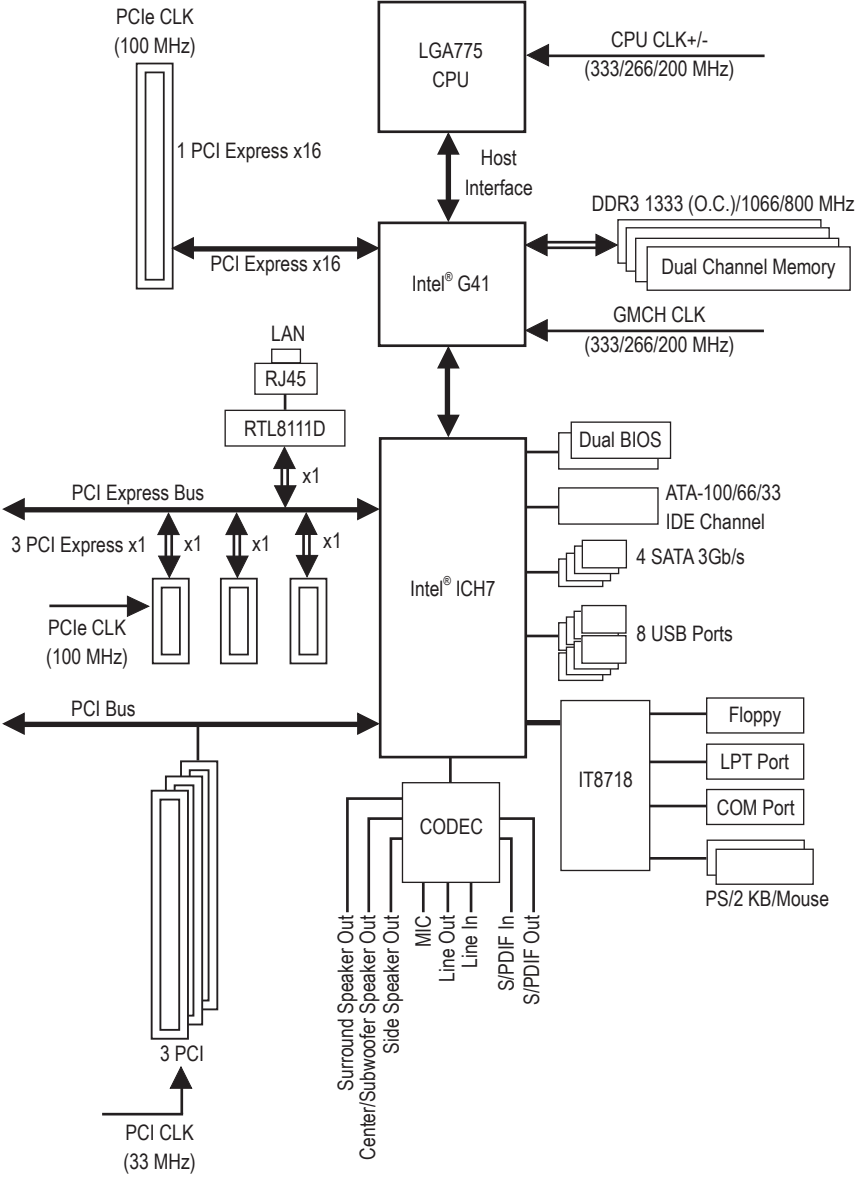 PCIe CLK
(100 MHz)
LGA775
CPU
CPU CLK+/-
(333/266/200 MHz)
1 PCI Express x16
Host
Interface
DDR3 1333 (O.C.)/1066/800 MHz
Dual Channel Memory
PCI Express x16
Intel® G41
GMCH CLK
(333/266/200 MHz)
LAN
RJ45
RTL8111D
x1
PCI Express Bus
3 PCI Express x1
x1
x1
x1
PCIe CLK
(100 MHz)
Intel® ICH7
Dual BIOS
ATA-100/66/33
IDE Channel
4 SATA 3Gb/s
8 USB Ports
PCI Bus
IT8718
Floppy
LPT Port
COM Port
PS/2 KB/Mouse
CODEC
Surround Speaker Out
Center/Subwoofer Speaker Out
Side Speaker Out
MIC
Line Out
Line In
S/PDIF In
S/PDIF Out
3 PCI
PCI CLK
(33 MHz)